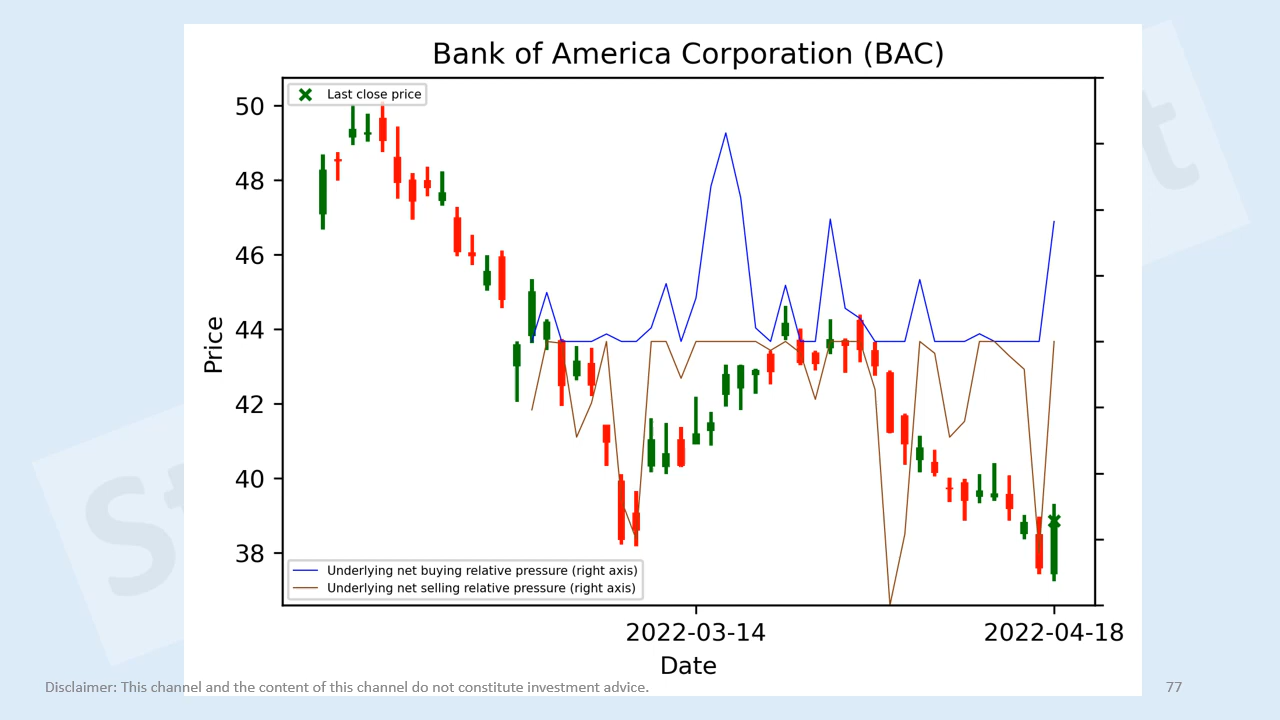 Bank of America Corporation (BAC)
Last close price
50
48
46
44
42
40
38
Price
Underlying net buying relative pressure (right axis)
Underlying net selling relative pressure (right axis)
2022-03-14
2022-04-18
Date
Disclaimer: This channel and the content of this channel do not constitute investment advice.
77